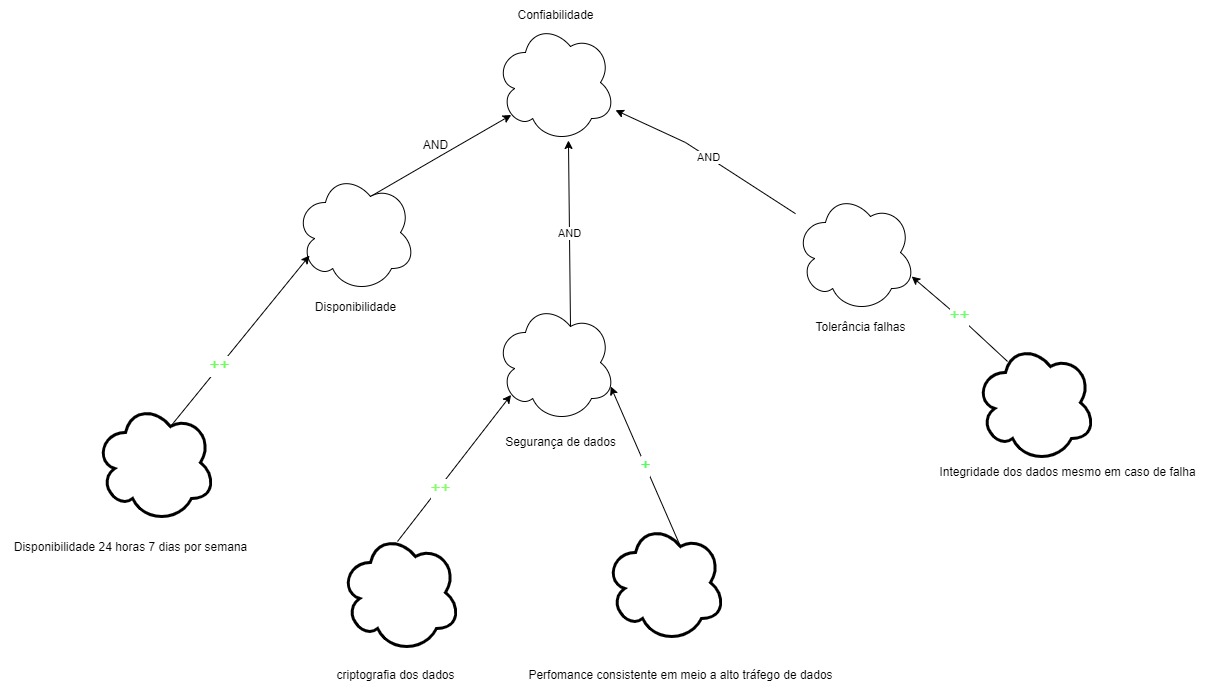 Confiabilidade
AND
AND
AND
Disponibilidade
Tolerância falhas
++
++
Segurança de dados
+
++
Integridade dos dados mesmo em caso de falha
Disponibilidade 24 horas 7 dias por semana
criptografia dos dados
Perfomance consistente em meio a alto tráfego de dados